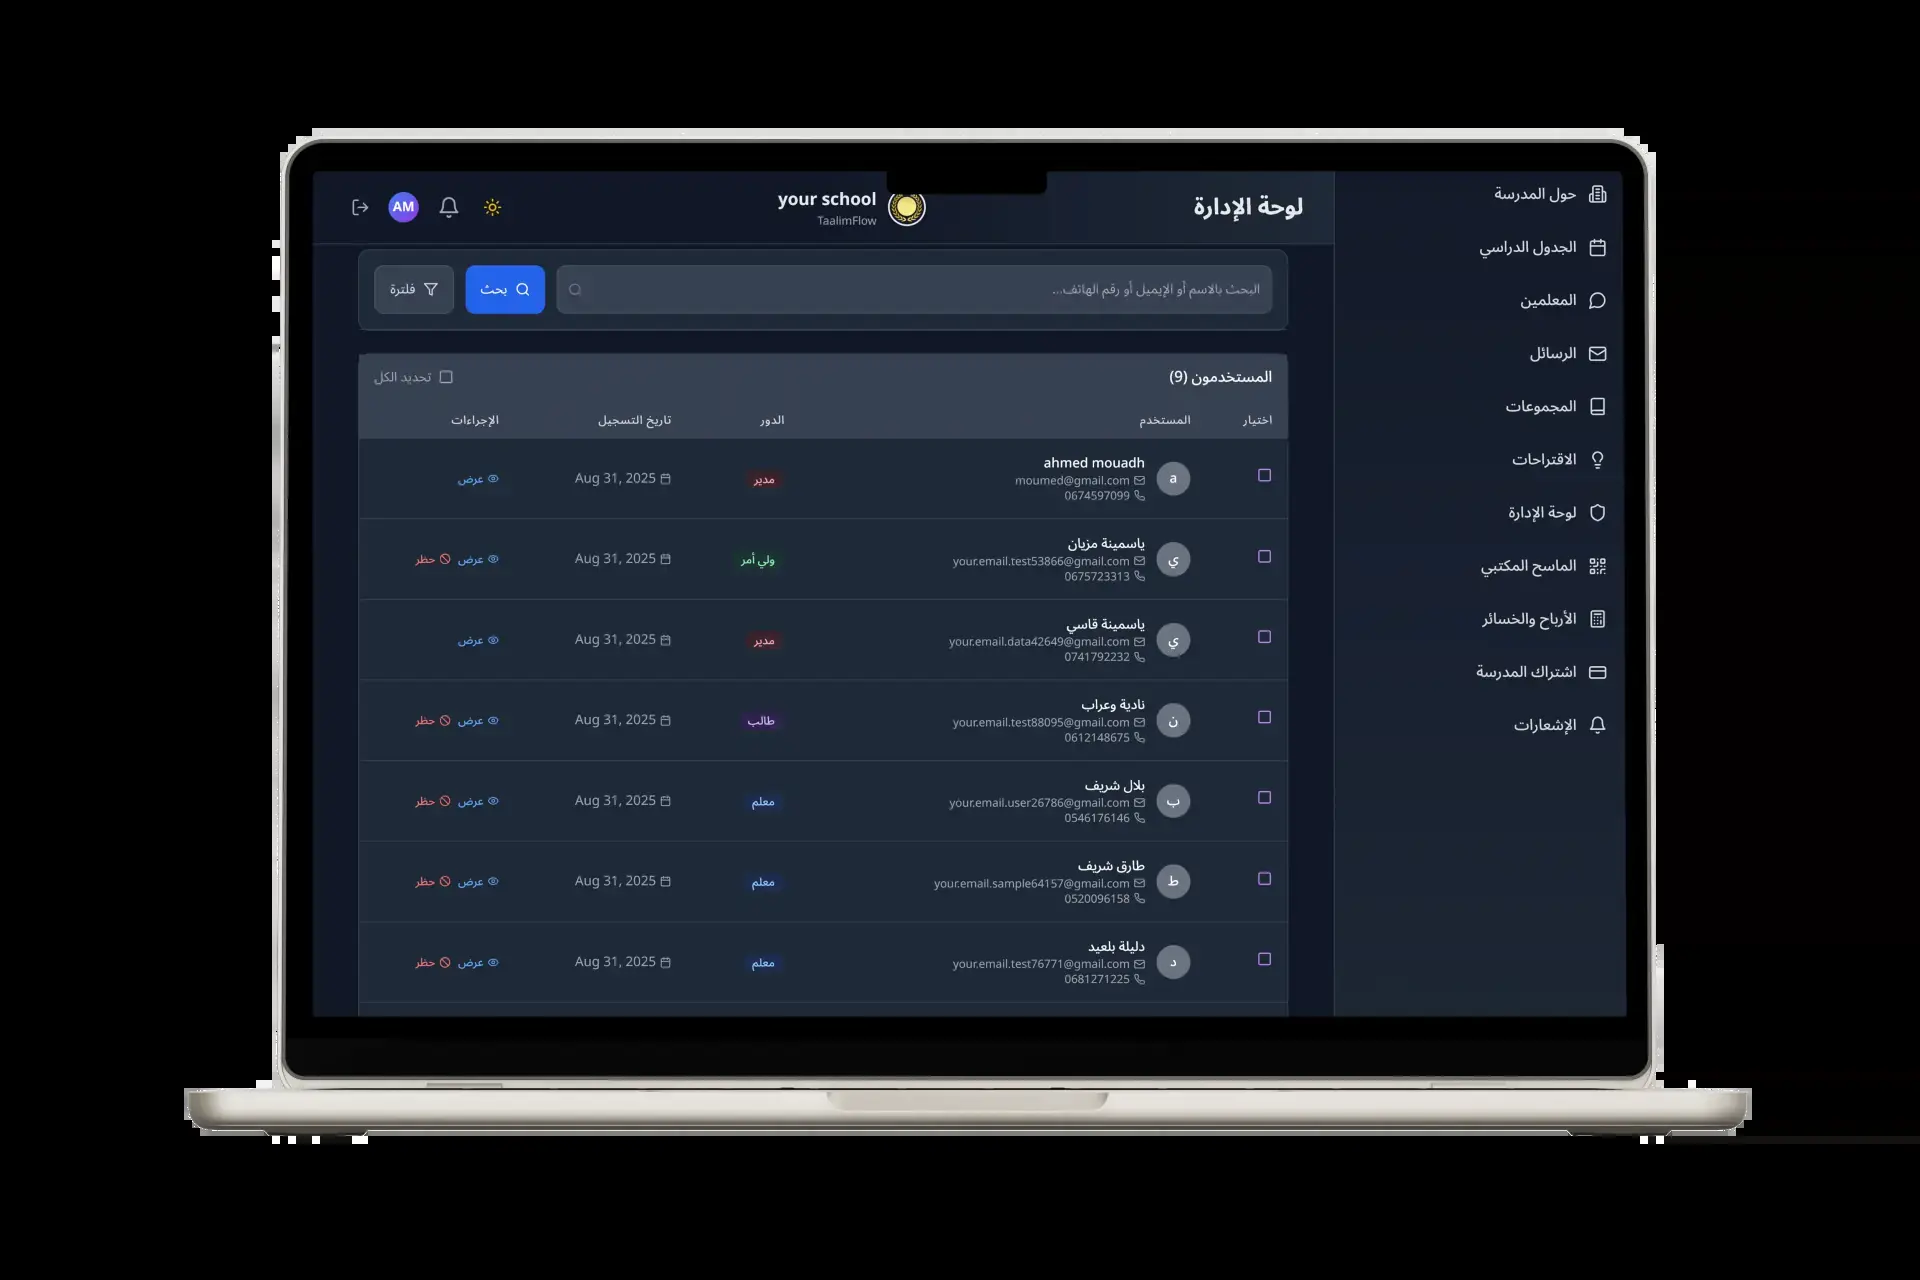 حول المدرسة
الجدول الدراسي
المعلمين
الرسائل
المجموعات
الاقتراحات
لوحة الإدارة
الماسح المكتبي
الأرباح والخسائر
اشتراك المدرسة
الإشعارات
لوحة الإدارة
your school
TaalimFlow
AM
البحث بالاسم أو الإيميل أو رقم الهاتف...
بحث
فلترة
المستخدمون (9)
تحديد الكل
اختيار المستخدم الدور تاريخ التسجيل الإجراءات
a
ahmed mouadh
moumed@gmail.com
0674597099
مدير
Aug 31, 2025
عرض
ي
ياسمينة مزيان
your.email.test53866@gmail.com
0675723313
ولي أمر
Aug 31, 2025
عرض حظر
ي
ياسمينة قاسي
your.email.data42649@gmail.com
0741792232
مدير
Aug 31, 2025
عرض
ن
نادية وعراب
your.email.test88095@gmail.com
0612148675
طالب
Aug 31, 2025
عرض حظر
ب
بلال شريف
your.email.user26786@gmail.com
0546176146
معلم
Aug 31, 2025
عرض حظر
ط
طارق شريف
your.email.sample64157@gmail.com
0520096158
معلم
Aug 31, 2025
عرض حظر
د
دليلة بلعيد
your.email.test76771@gmail.com
0681271225
معلم
Aug 31, 2025
عرض حظر